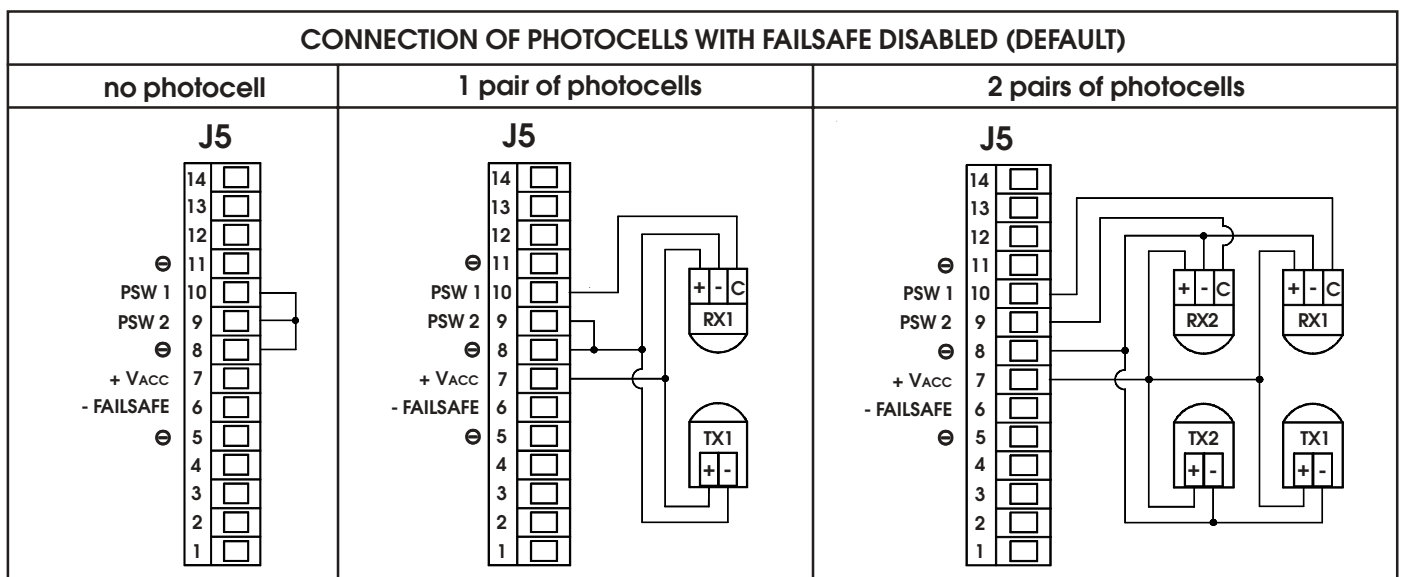 CONNECTION OF PHOTOCELLS WITH FAILSAFE DISABLED (DEFAULT)
no photocell
J5
14
13
12
⊖ 11
PSW 1 10
PSW 2 9
⊖ 8
+ VACC 7
- FAILSAFE 6
⊖ 5
4
3
2
1
1 pair of photocells
J5
14
13
12
⊖ 11
PSW 1 10
PSW 2 9
⊖ 8
+ VACC 7
- FAILSAFE 6
⊖ 5
4
3
2
1
+ - C
RX1
TX1
+ -
2 pairs of photocells
J5
14
13
12
⊖ 11
PSW 1 10
PSW 2 9
⊖ 8
+ VACC 7
- FAILSAFE 6
⊖ 5
4
3
2
1
+ - C
RX2
+ - C
RX1
TX2
+ -
TX1
+ -